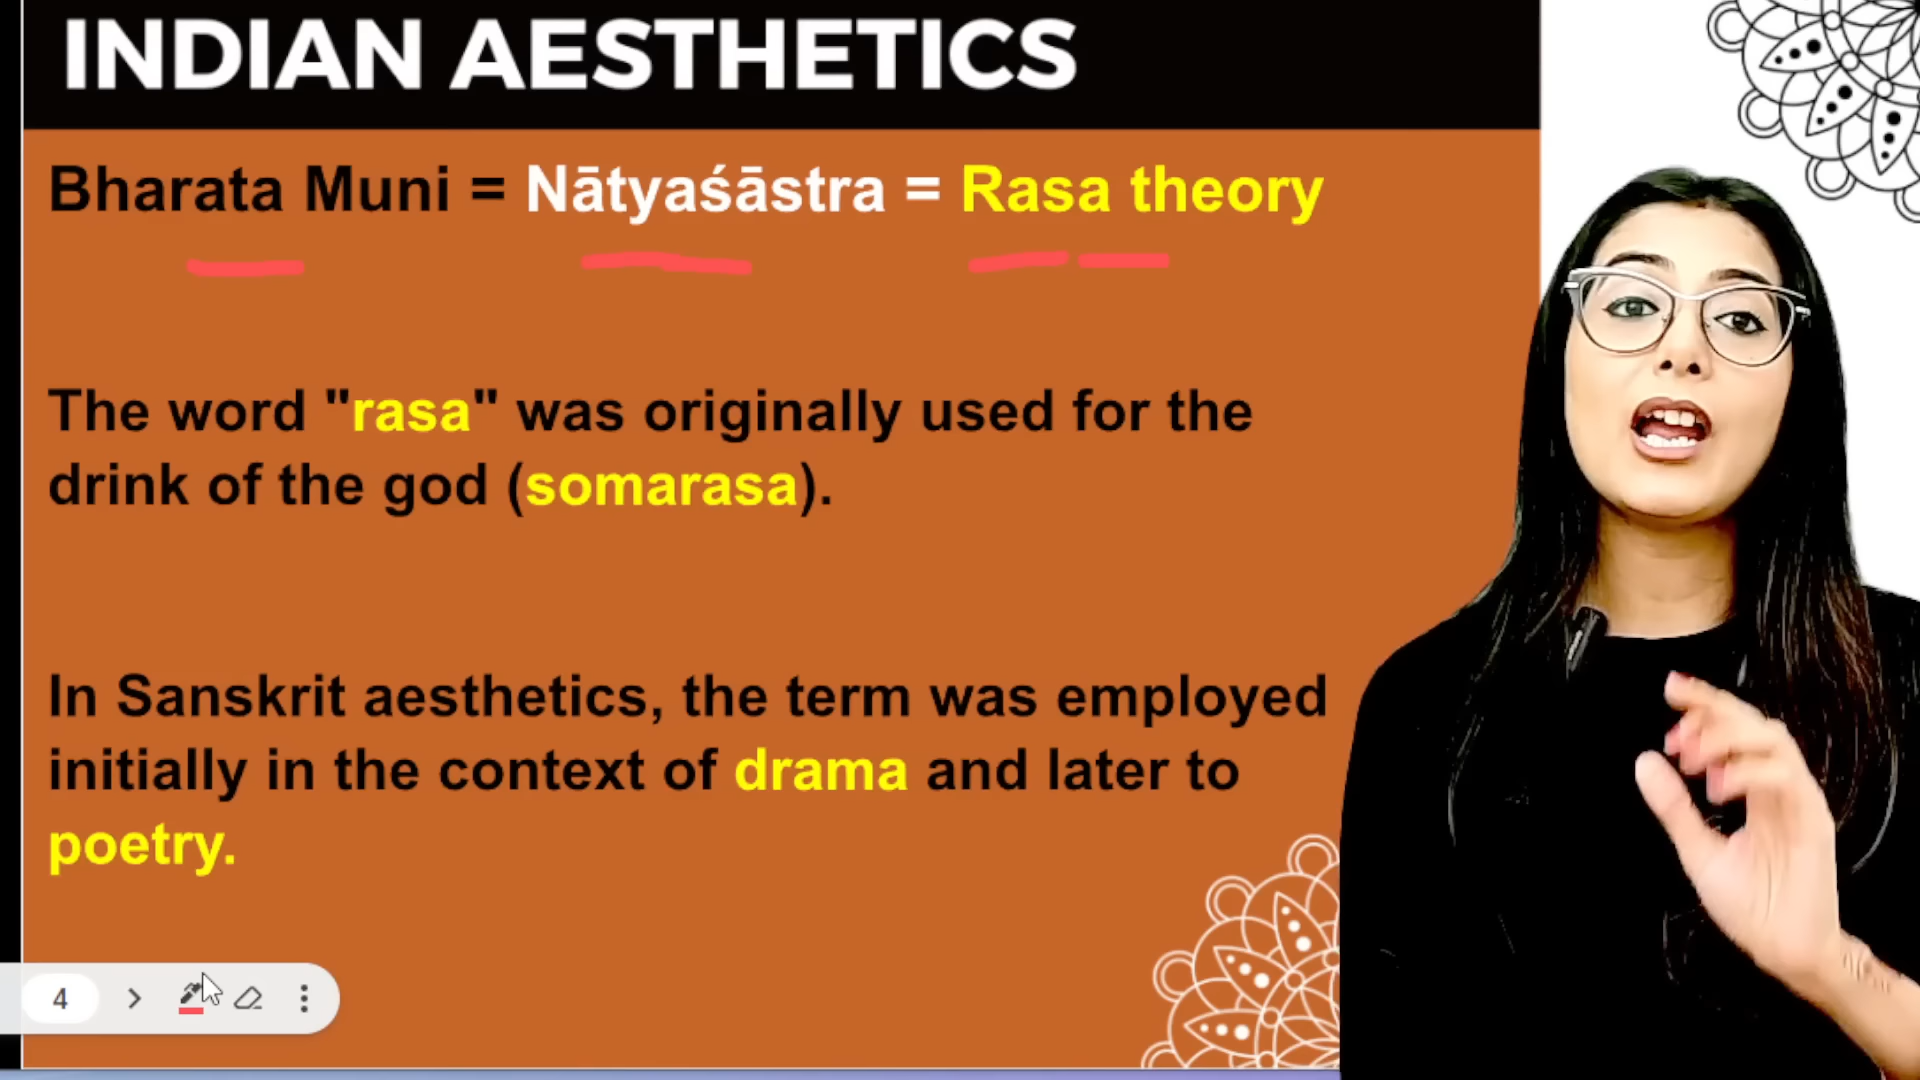 INDIAN AESTHETICS
Bharata Muni = Nātyaśāstra = Rasa theory
The word "rasa" was originally used for the
drink of the god (somarasa).
In Sanskrit aesthetics, the term was employed
initially in the context of drama and later to
poetry.
4